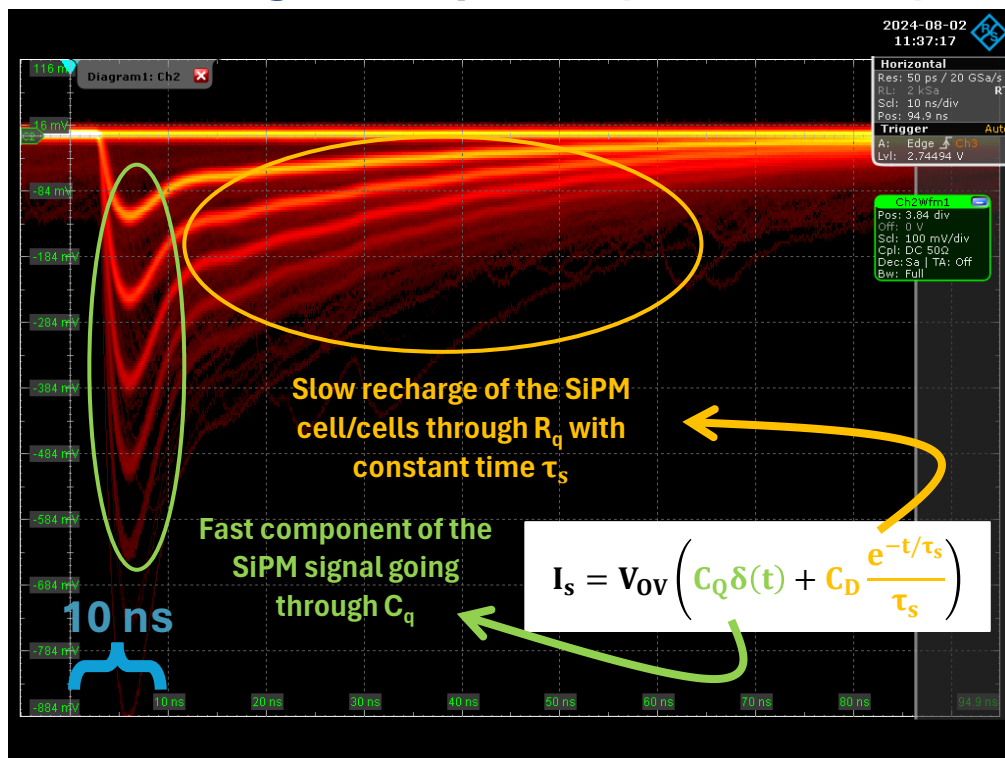 2024-08-02
11:37:17
R&S
Diagram1: Ch2
Horizontal
Res: 50 ps / 20 GSa/s
RL: 2 kSa RT
Scl: 10 ns/div
Pos: 94.9 ns
Trigger Auto
A: Edge Ch3
Lvl: 2.74494 V
Ch2Wfm1
Pos: 3.84 div
Off: 0 V
Scl: 100 mV/div
Cpl: DC 50Ω
Dec: Sa | TA: Off
Bw: Full
116 m
16 mV
C2
-84 mV
-184 mV
-284 mV
-384 mV
-484 mV
-584 mV
-684 mV
-784 mV
-884 mV
Slow recharge of the SiPM
cell/cells through Rq with
constant time τs
Fast component of the
SiPM signal going
through Cq
Is = VOV(CQδ(t) + CD e^(-t/τs)/τs)
10 ns
10 ns 20 ns 30 ns 40 ns 50 ns 60 ns 70 ns 80 ns 94.9 ns